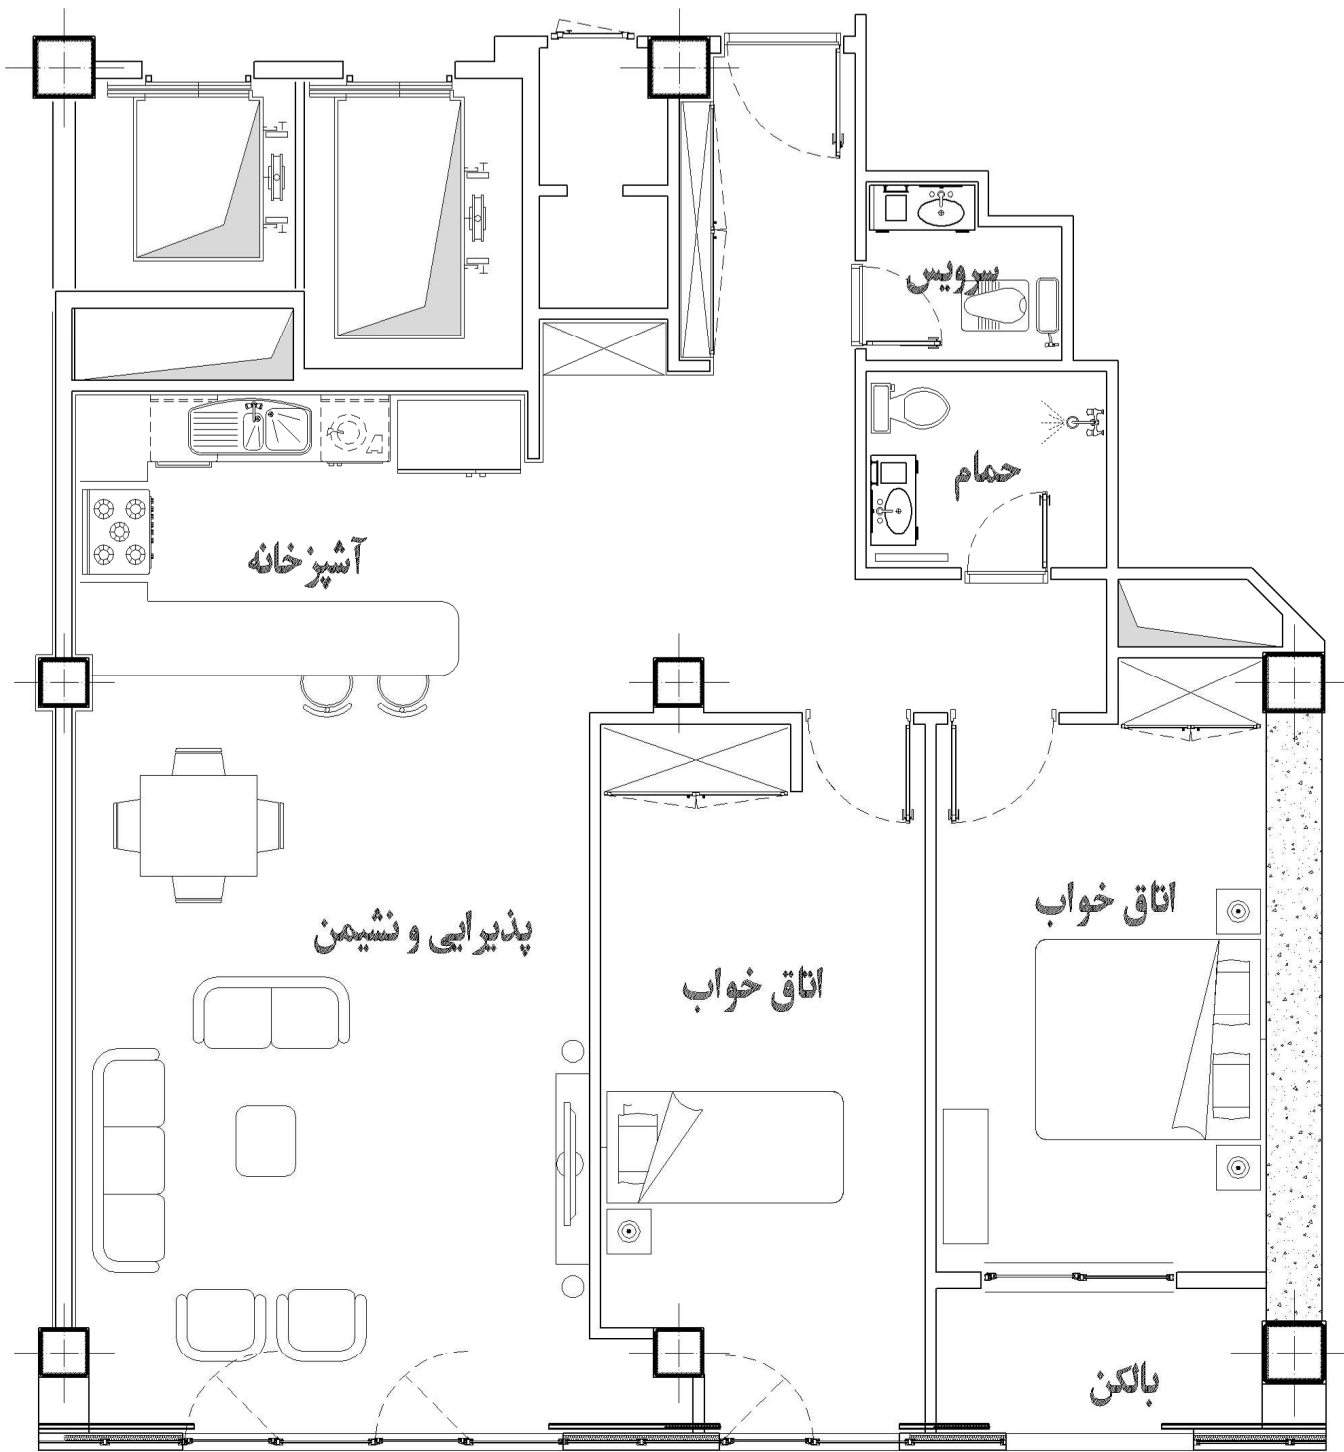 سرویس
حمام
آشپزخانه
اتاق خواب
پذیرایی و نشیمن
اتاق خواب
بالکن